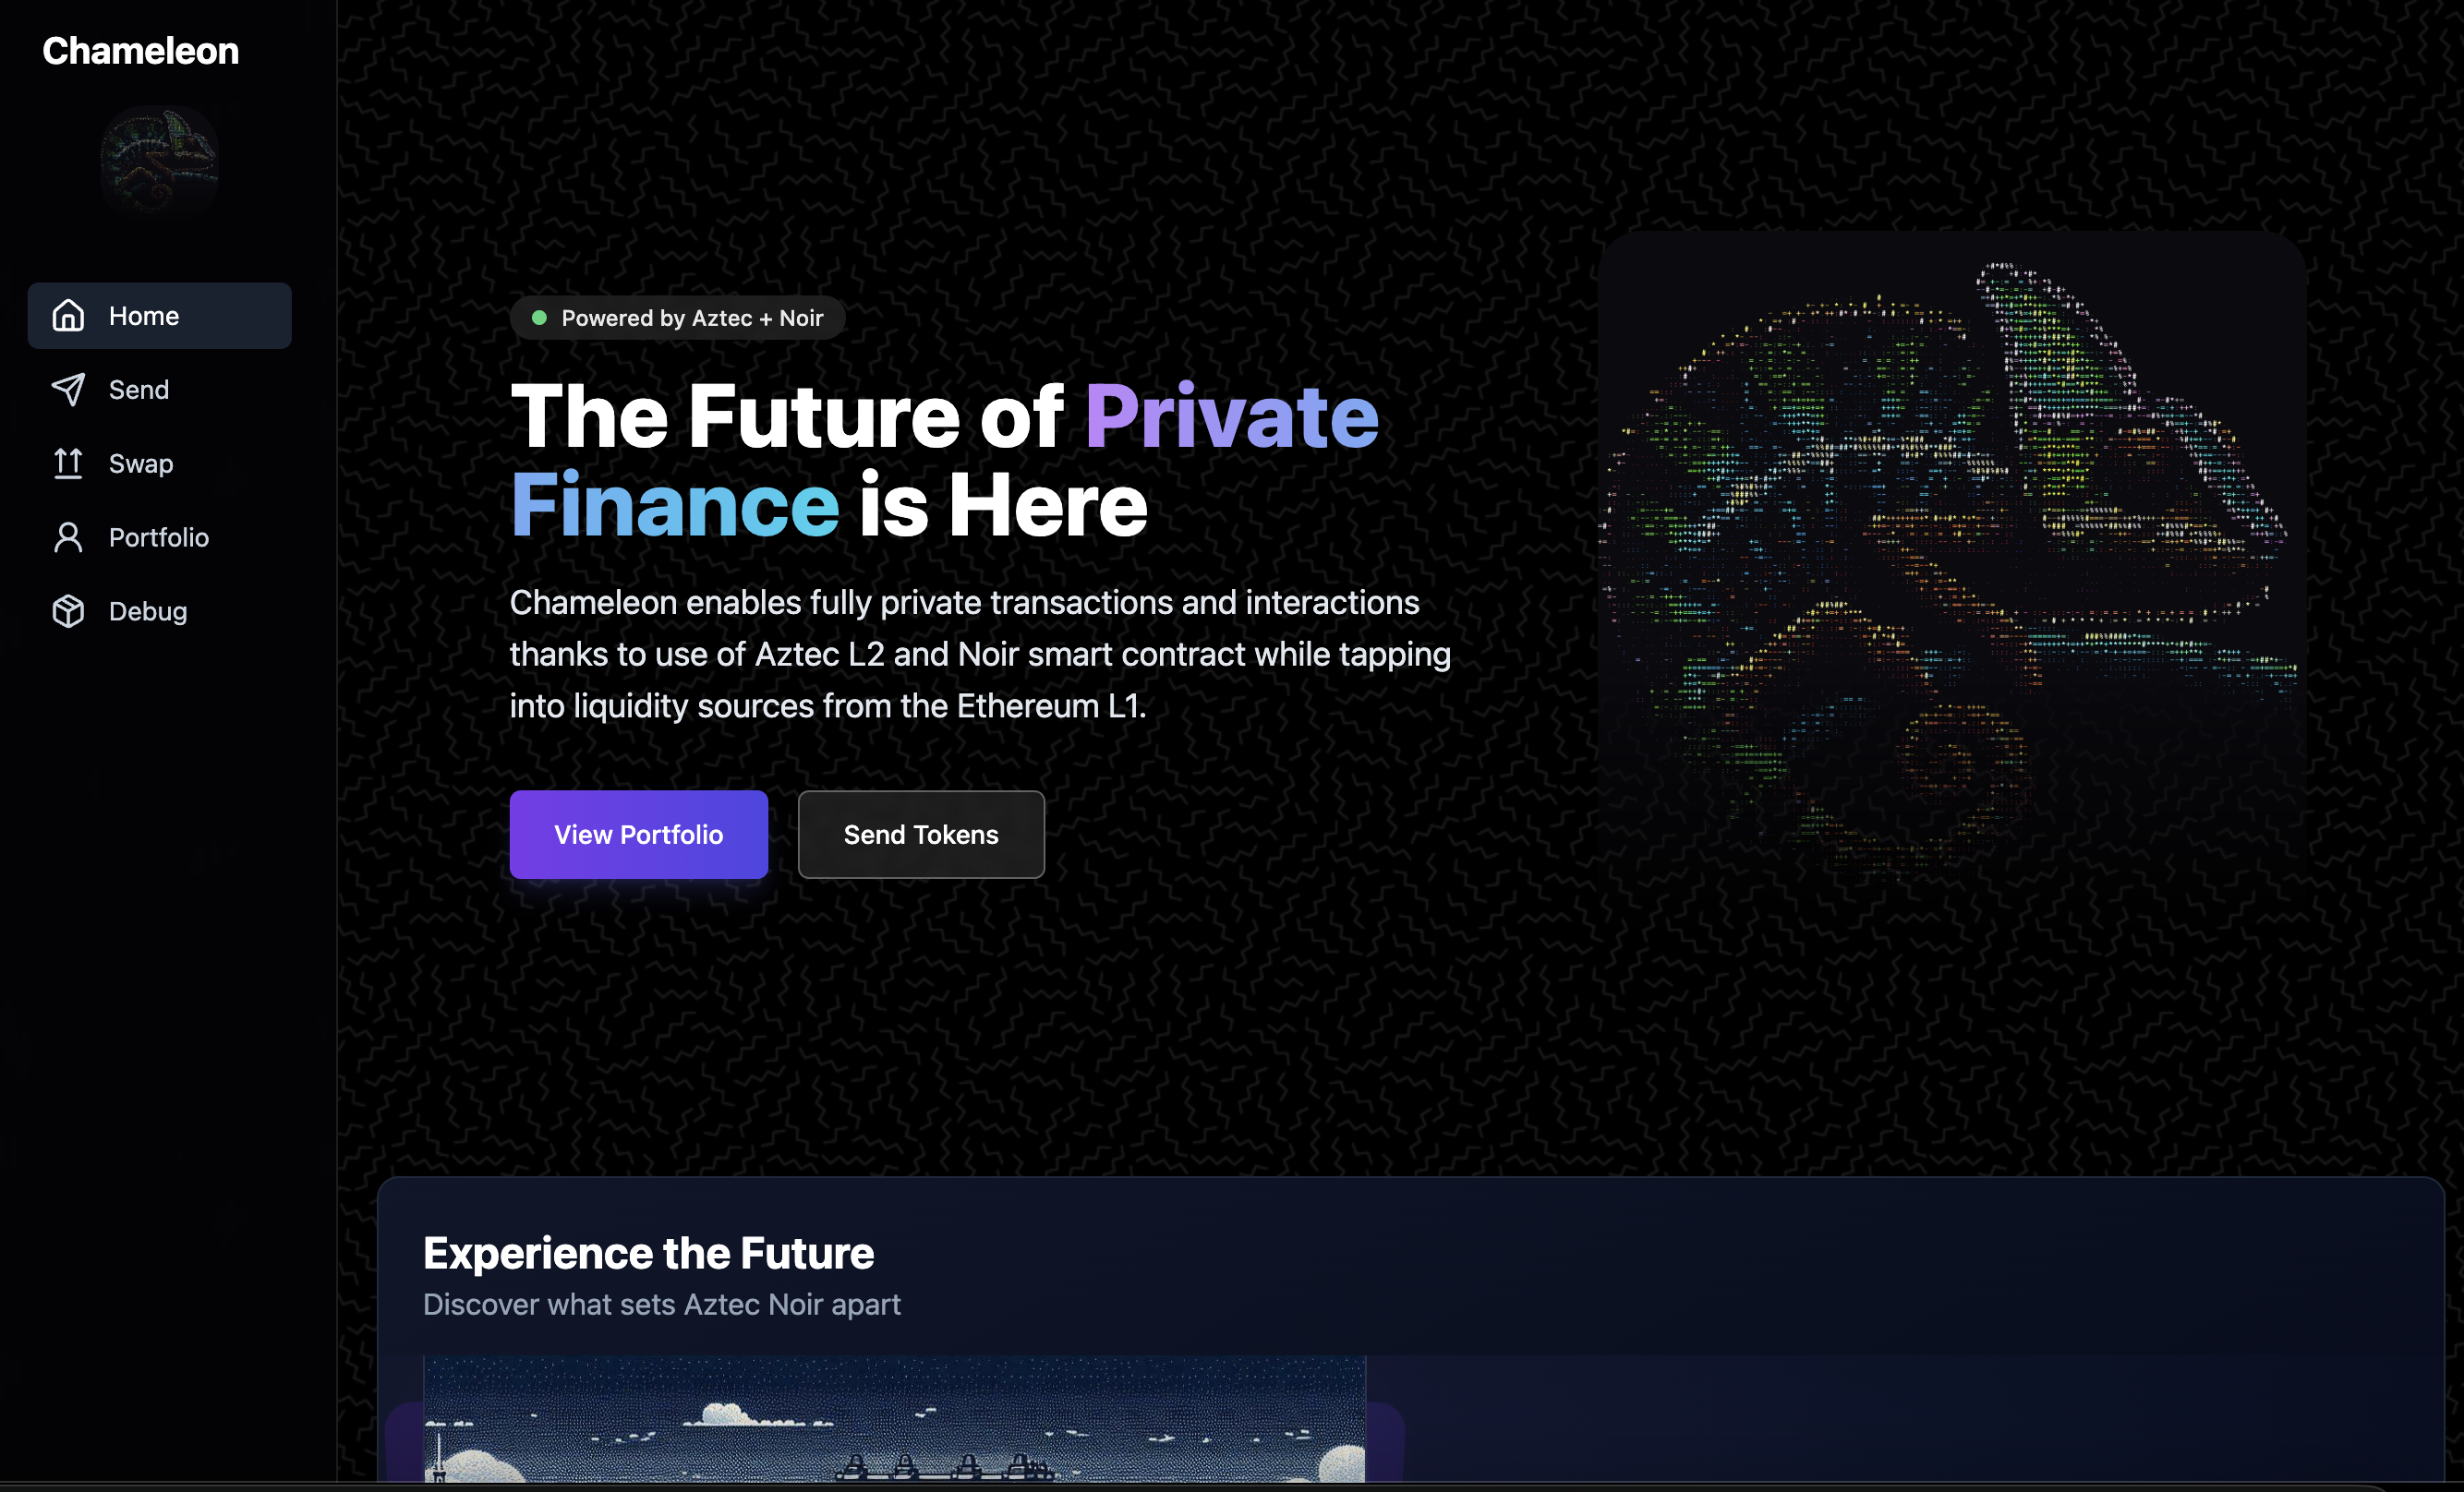 Chameleon
Home
Send
Swap
Portfolio
Debug
Powered by Aztec + Noir
The Future of Private
Finance is Here
Chameleon enables fully private transactions and interactions
thanks to use of Aztec L2 and Noir smart contract while tapping
into liquidity sources from the Ethereum L1.
View Portfolio
Send Tokens
Experience the Future
Discover what sets Aztec Noir apart